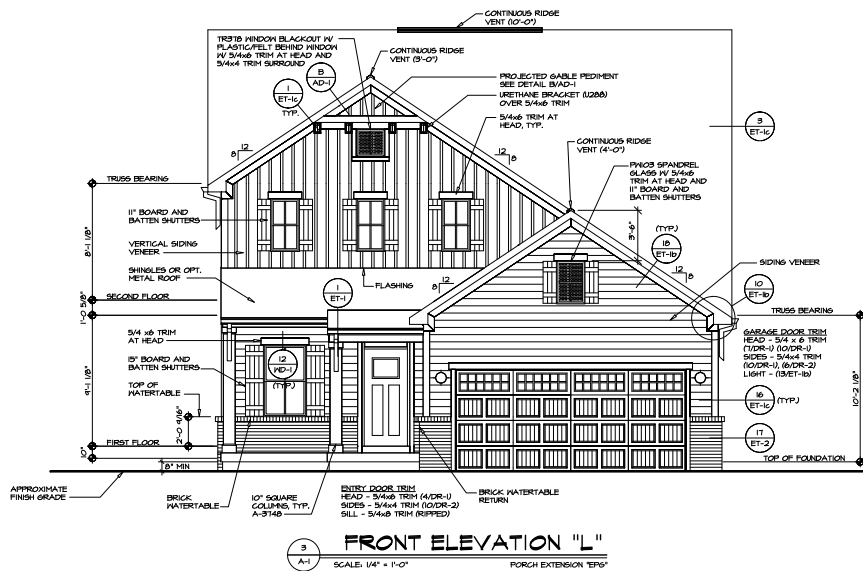 CONTINUOUS RIDGE
VENT (10'-0")
TR3'18 WINDOW BLACKOUT W/
PLASTIC/FELT BEHIND WINDOW
W/ 5/4x6 TRIM AT HEAD AND
5/4x4 TRIM SURROUND
CONTINUOUS RIDGE
VENT (3'-0")
B
AD-1
1
ET-1c
TYP.
PROJECTED GABLE PEDIMENT
SEE DETAIL B/AD-1
URETHANE BRACKET (U288)
OVER 5/4x6 TRIM
5/4x6 TRIM AT
HEAD, TYP.
3
ET-1c
CONTINUOUS RIDGE
VENT (4'-0")
12
8
12
8
PW103 SPANDREL
GLASS W/ 5/4x6
TRIM AT HEAD AND
11" BOARD AND
BATTEN SHUTTERS
TRUSS BEARING
11" BOARD AND
BATTEN SHUTTERS
8'-1 1/8"
3'-6"
(TYP.)
18
ET-1b
VERTICAL SIDING
VENEER
SHINGLES OR OPT.
METAL ROOF
FLASHING
12
8
12
8
SIDING VENEER
1
ET-1
10
ET-1b
SECOND FLOOR
1'-0 5/8"
TRUSS BEARING
5/4 x6 TRIM
AT HEAD
15" BOARD AND
BATTEN SHUTTERS
12
WD-1
(TYP.)
GARAGE DOOR TRIM
HEAD - 5/4 x 6 TRIM
(7/DR-1) (10/DR-1)
SIDES - 5/4x4 TRIM
(10/DR-1), (6/DR-2)
LIGHT - (13/ET-1b)
9'-1 1/8"
TOP OF
WATERTABLE
2'-0 4/16"
16
ET-1c
(TYP.)
10'-2 1/8"
17
ET-2
FIRST FLOOR
10"
8" MIN
TOP OF FOUNDATION
APPROXIMATE
FINISH GRADE
BRICK
WATERTABLE
10" SQUARE
COLUMNS, TYP.
A-3'148
ENTRY DOOR TRIM
HEAD - 5/4x8 TRIM (4/DR-1)
SIDES - 5/4x4 TRIM (10/DR-2)
SILL - 5/4x8 TRIM (RIPPED)
BRICK WATERTABLE
RETURN
3
A-1
FRONT ELEVATION "L"
SCALE: 1/4" = 1'-0"
PORCH EXTENSION "EP6"